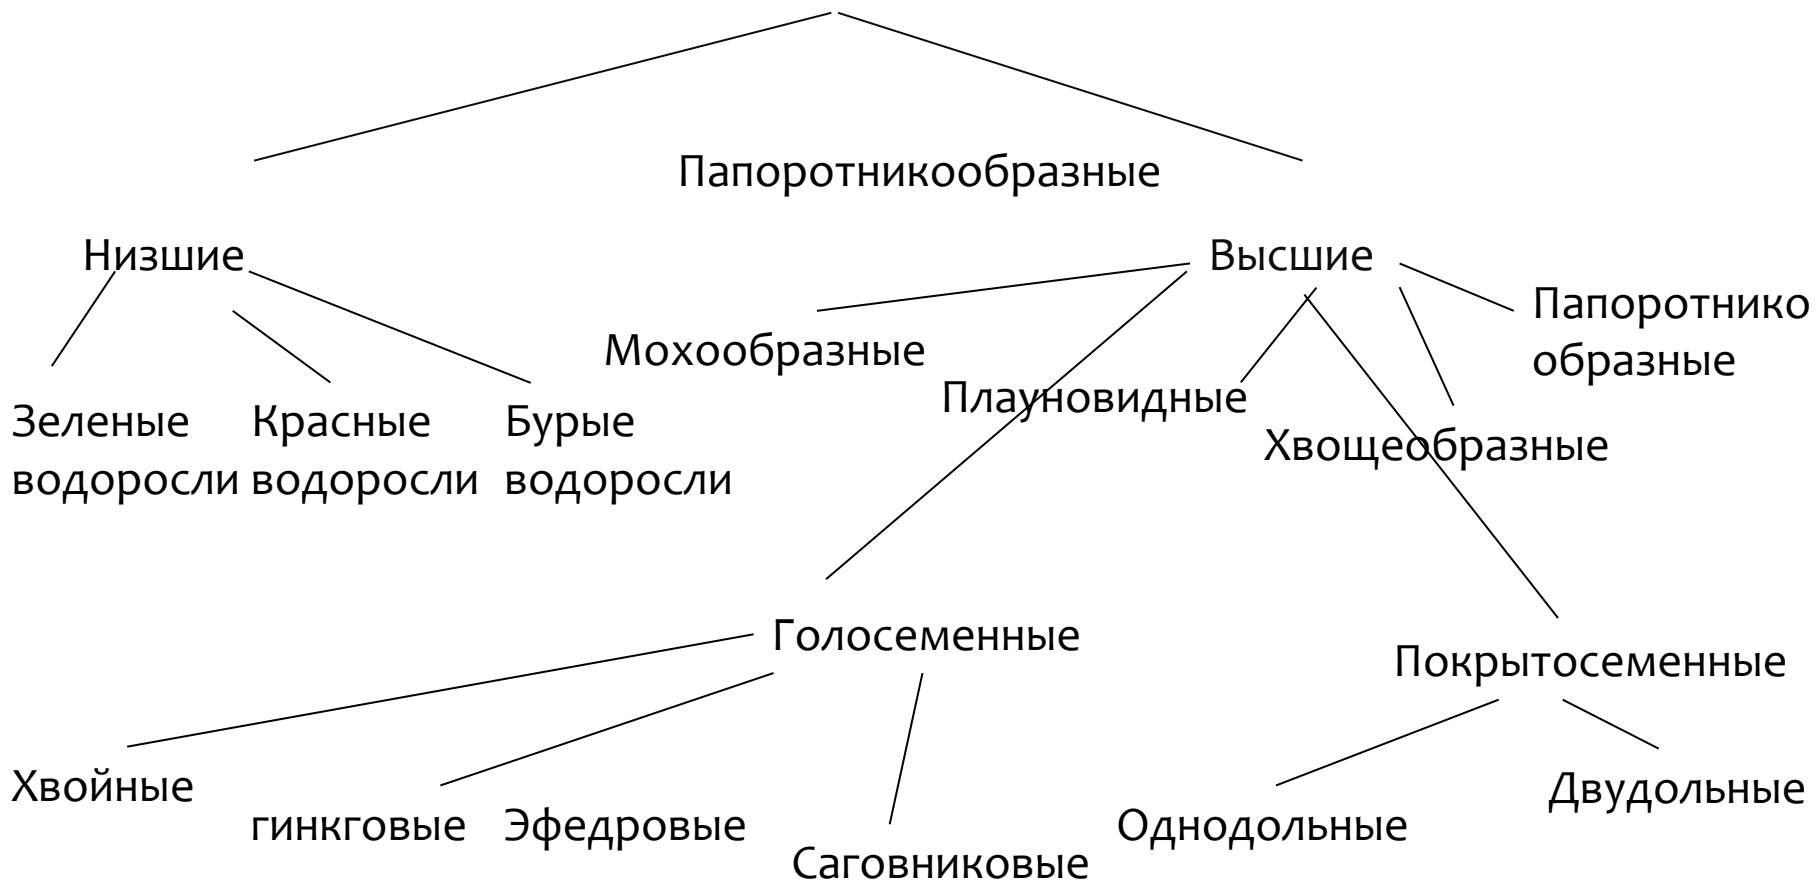 Папоротникообразные
Низшие
Высшие
Папоротнико
образные
Мохообразные
Плауновидные
Хвощеобразные
Зеленые
водоросли
Красные
водоросли
Бурые
водоросли
Голосеменные
Покрытосеменные
Хвойные
гинкговые
Эфедровые
Саговниковые
Однодольные
Двудольные